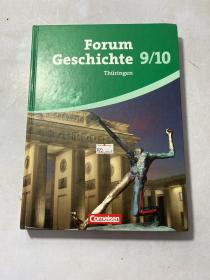 Forum
Geschichte 9/10
Thüringen
Cornelsen